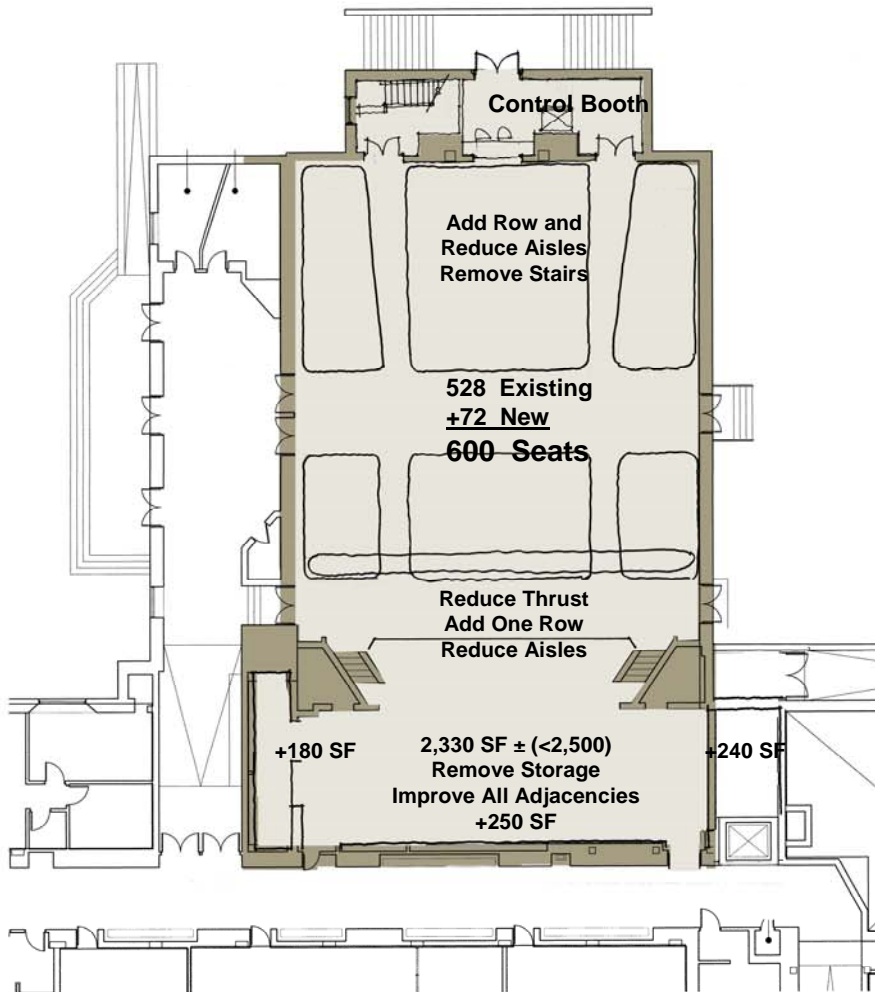 Control Booth
Add Row and
Reduce Aisles
Remove Stairs
528 Existing
+72 New
600 Seats
Reduce Thrust
Add One Row
Reduce Aisles
+180 SF
2,330 SF ± (<2,500)
Remove Storage
Improve All Adjacencies
+250 SF
+240 SF